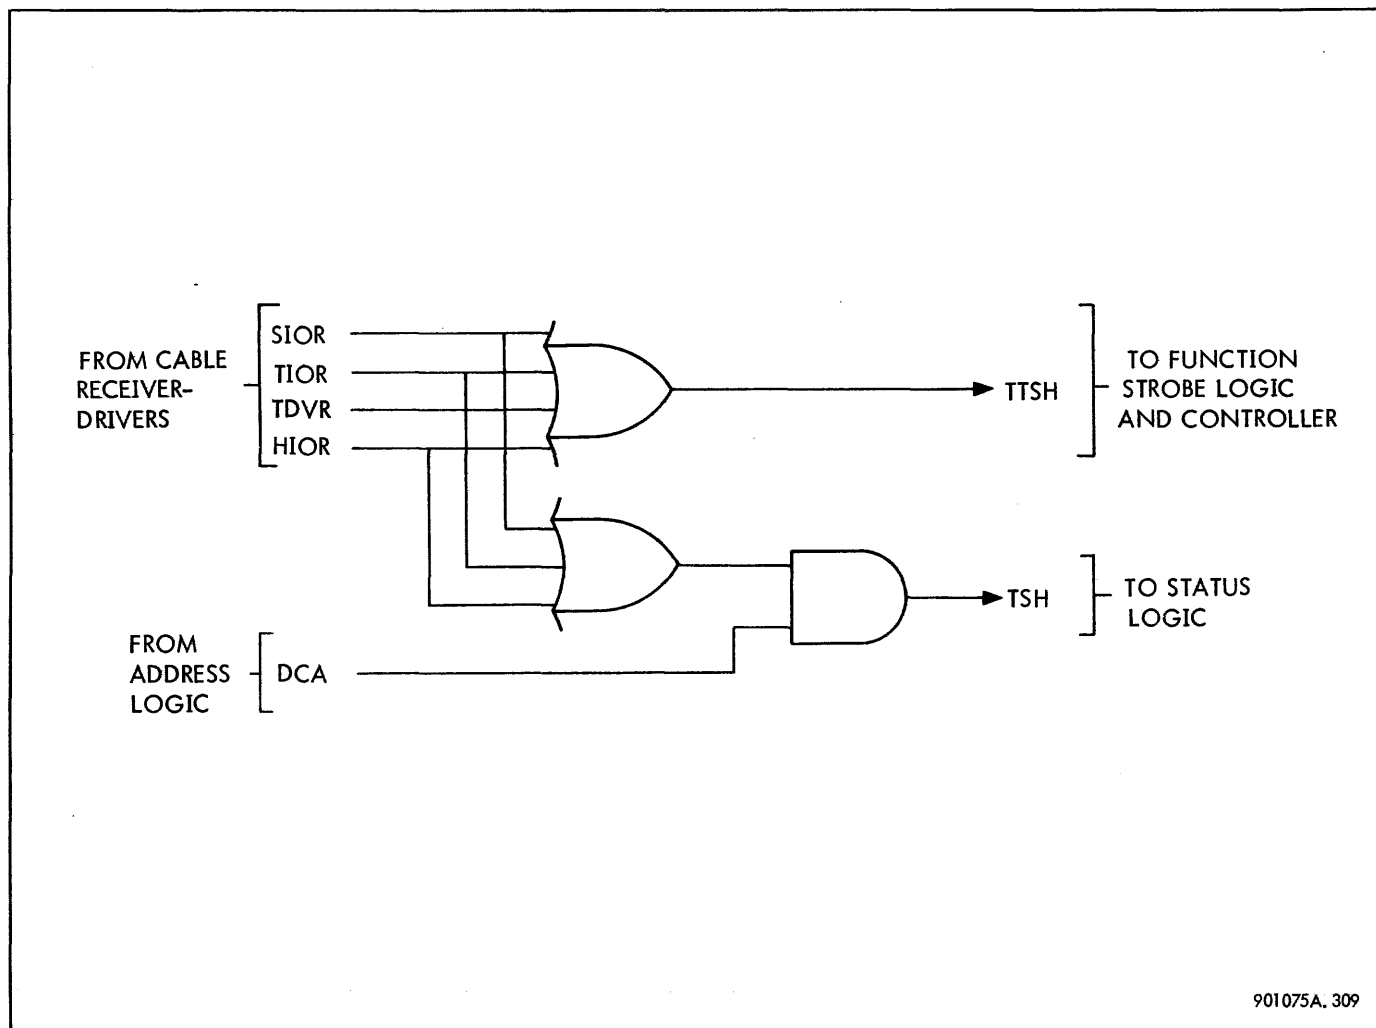 FROM CABLE
RECEIVER-
DRIVERS
SIOR
TIOR
TDVR
HIOR
TTSH
TO FUNCTION
STROBE LOGIC
AND CONTROLLER
FROM
ADDRESS
LOGIC
DCA
TSH
TO STATUS
LOGIC
901075A. 309